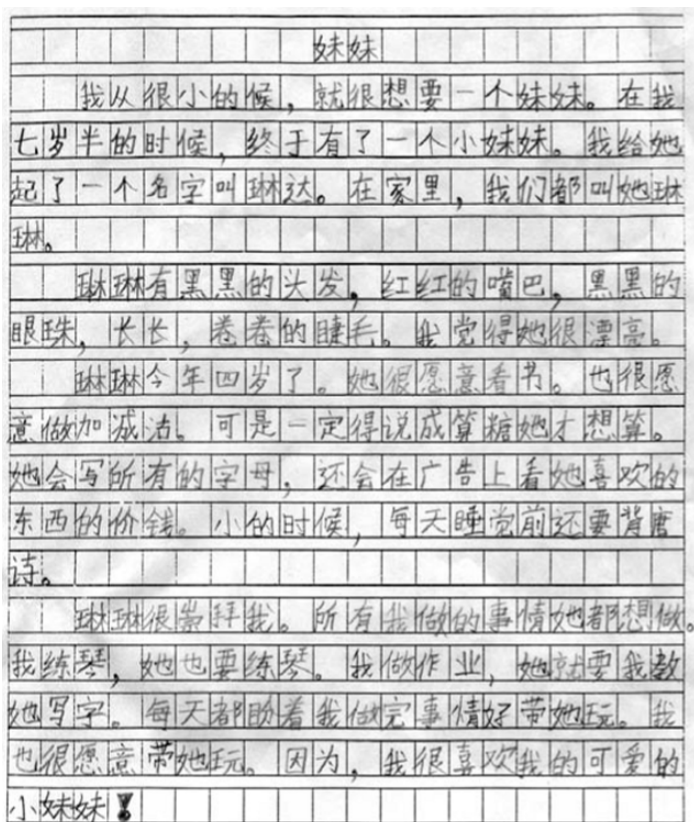 妹妹
我从很小的候，就很想要一个妹妹。在我
七岁半的时候，终于有了一个小妹妹。我给她
起了一个名字叫琳达。在家里，我们都叫她琳
琳。
琳琳有黑黑的头发，红红的嘴巴，黑黑的
眼珠，长长，卷卷的睫毛。我觉得她很漂亮。
琳琳今年四岁了。她很愿意看书。也很愿
意做加减法。可是一定得说成算糖她才想算。
她会写所有的字母，还会在广告上看她喜欢的
东西的价钱。小的时候，每天睡觉前还要背唐
诗。
琳琳很崇拜我。所有我做的事情她都想做。
我练琴，她也要练琴。我做作业，她就要我教
她写字。每天都盼着我做完事情好带她玩。我
也很愿意带她玩。因为，我很喜欢我的可爱的
小妹妹！